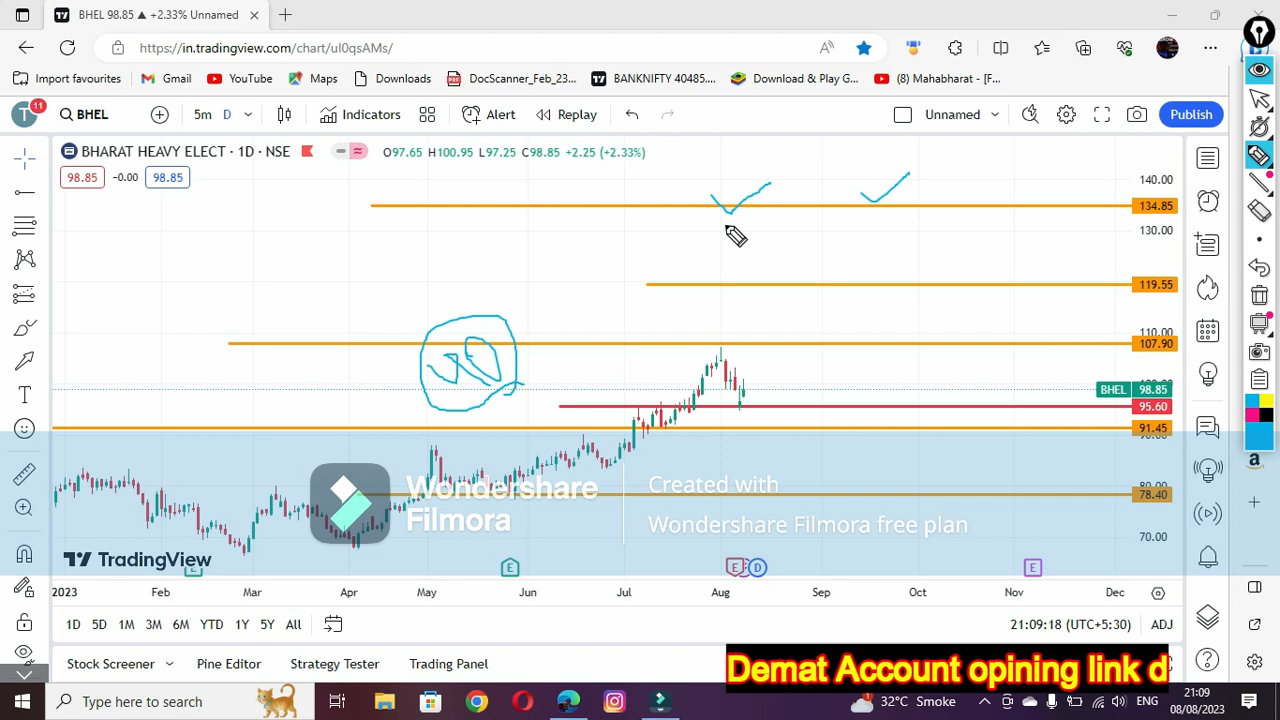 BHEL 98.85 ▲ +2.33% Unnamed
https://in.tradingview.com/chart/uI0qsAMs/
Import favourites Gmail YouTube Maps Downloads DocScanner_Feb_23... BANKNIFTY 40485.... Download & Play G... (8) Mahabharat - [F...
T 11 BHEL 5m D Indicators Alert Replay Unnamed Publish
BHARAT HEAVY ELECT · 1D · NSE O97.65 H100.95 L97.25 C98.85 +2.25 (+2.33%)
98.85 −0.00 98.85
140.00
134.85
130.00
119.55
110.00
107.90
BHEL 98.85
95.60
91.45
80.00
78.40
70.00
Wondershare
Filmora
Created with
Wondershare Filmora free plan
TradingView
E E E D E
2023 Feb Mar Apr May Jun Jul Aug Sep Oct Nov Dec
1D 5D 1M 3M 6M YTD 1Y 5Y All 21:09:18 (UTC+5:30) ADJ
Stock Screener Pine Editor Strategy Tester Trading Panel
Demat Account opining link d
Type here to search 32°C Smoke ENG 21:09
08/08/2023